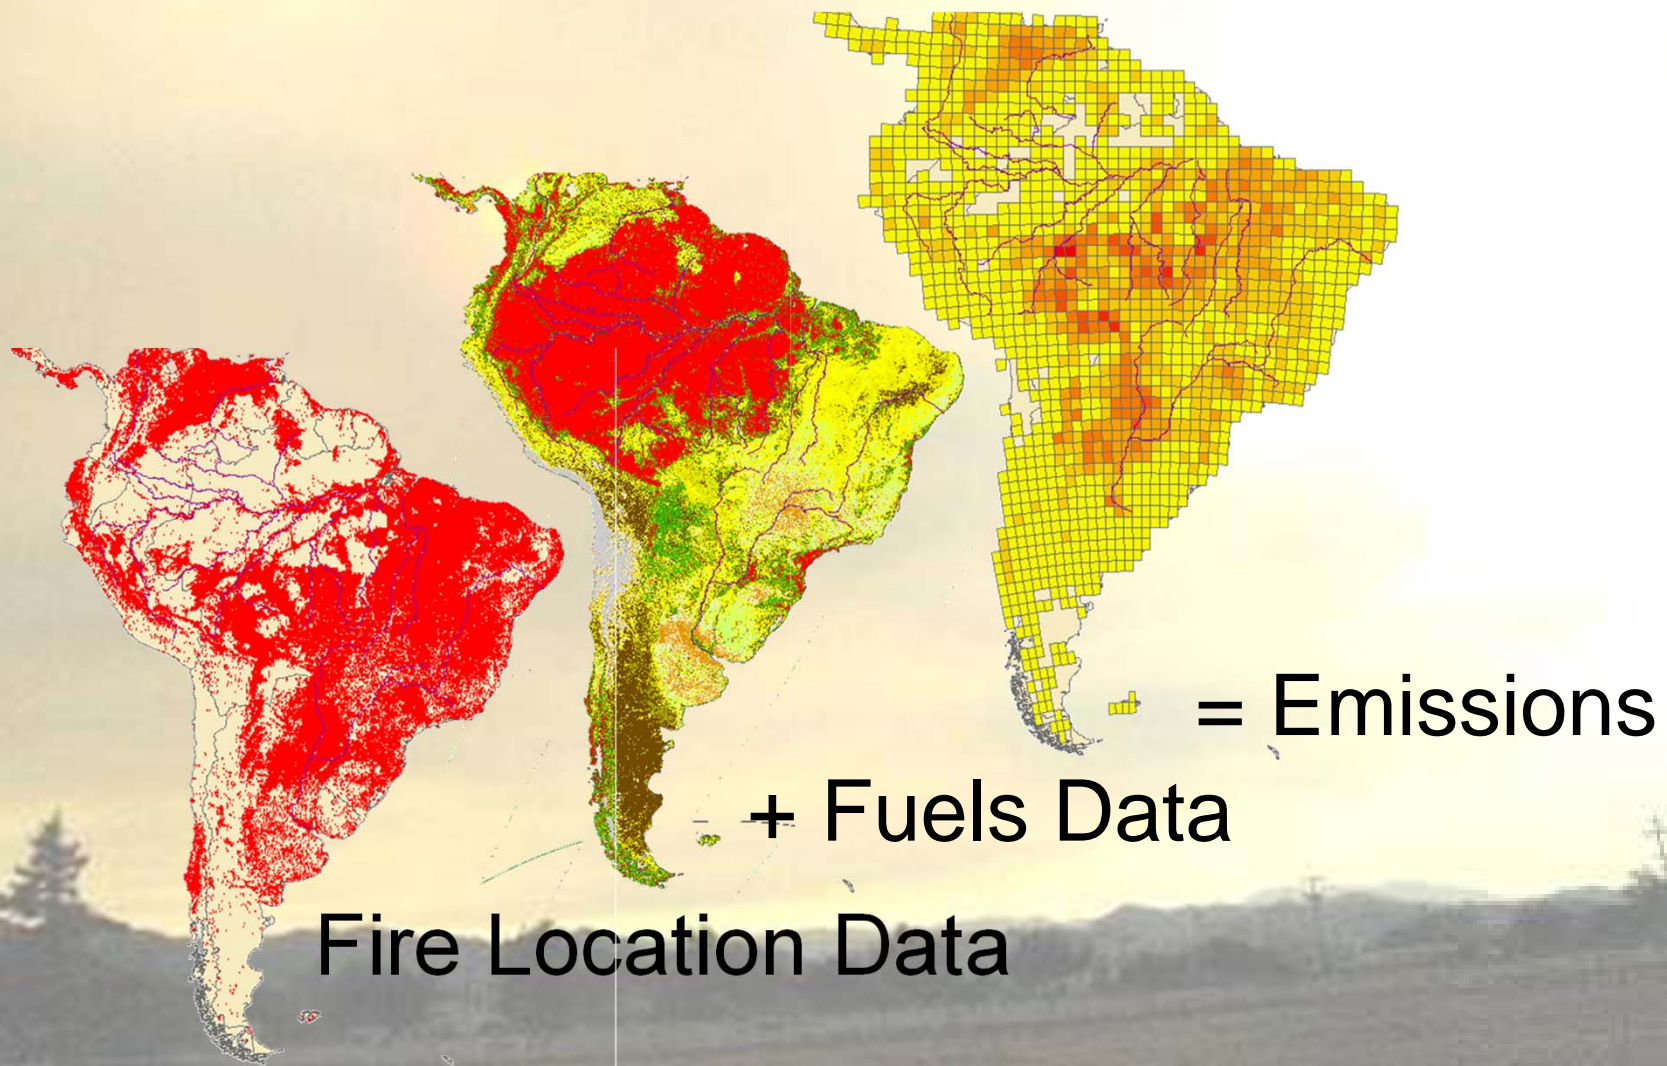 = Emissions
+ Fuels Data
Fire Location Data